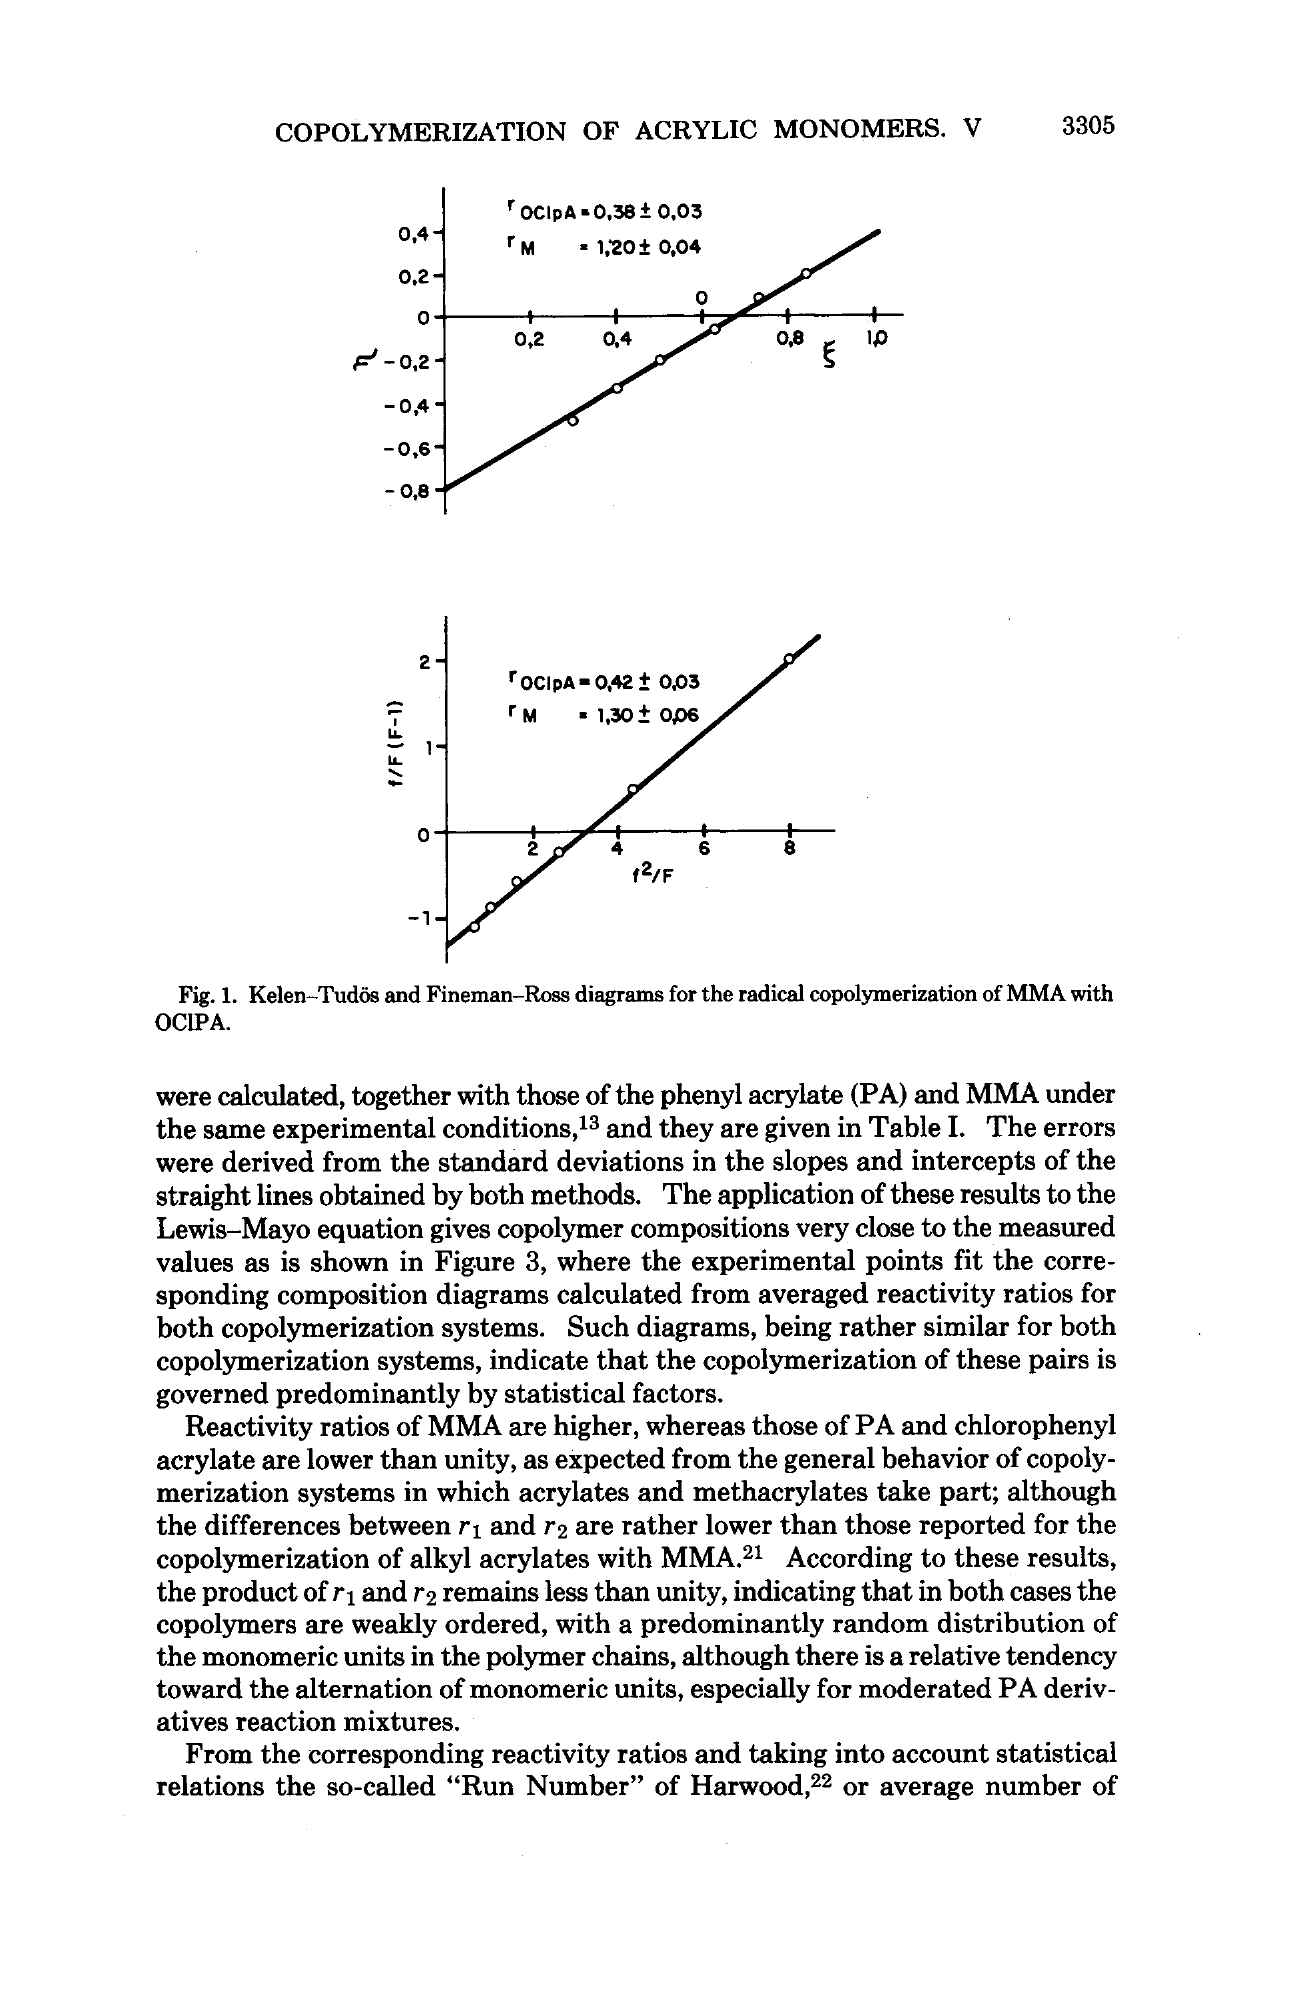 COPOLYMERIZATION OF ACRYLIC MONOMERS. V 3305
r OClpA = 0,38 ± 0,03
r M = 1,20 ± 0,04
0,4
0,2
0
-0,2
-0,4
-0,6
-0,8
0,2 0,4 0 0,8 ξ 1,0
r OClpA = 0,42 ± 0,03
r M = 1,30 ± 0,06
f/F (F-1)
2
1
0
-1
2 4 6 8
f²/F
Fig. 1. Kelen–Tudös and Fineman–Ross diagrams for the radical copolymerization of MMA with
OClPA.
were calculated, together with those of the phenyl acrylate (PA) and MMA under
the same experimental conditions,¹³ and they are given in Table I. The errors
were derived from the standard deviations in the slopes and intercepts of the
straight lines obtained by both methods. The application of these results to the
Lewis–Mayo equation gives copolymer compositions very close to the measured
values as is shown in Figure 3, where the experimental points fit the corre-
sponding composition diagrams calculated from averaged reactivity ratios for
both copolymerization systems. Such diagrams, being rather similar for both
copolymerization systems, indicate that the copolymerization of these pairs is
governed predominantly by statistical factors.
Reactivity ratios of MMA are higher, whereas those of PA and chlorophenyl
acrylate are lower than unity, as expected from the general behavior of copoly-
merization systems in which acrylates and methacrylates take part; although
the differences between r₁ and r₂ are rather lower than those reported for the
copolymerization of alkyl acrylates with MMA.²¹ According to these results,
the product of r₁ and r₂ remains less than unity, indicating that in both cases the
copolymers are weakly ordered, with a predominantly random distribution of
the monomeric units in the polymer chains, although there is a relative tendency
toward the alternation of monomeric units, especially for moderated PA deriv-
atives reaction mixtures.
From the corresponding reactivity ratios and taking into account statistical
relations the so-called “Run Number” of Harwood,²² or average number of